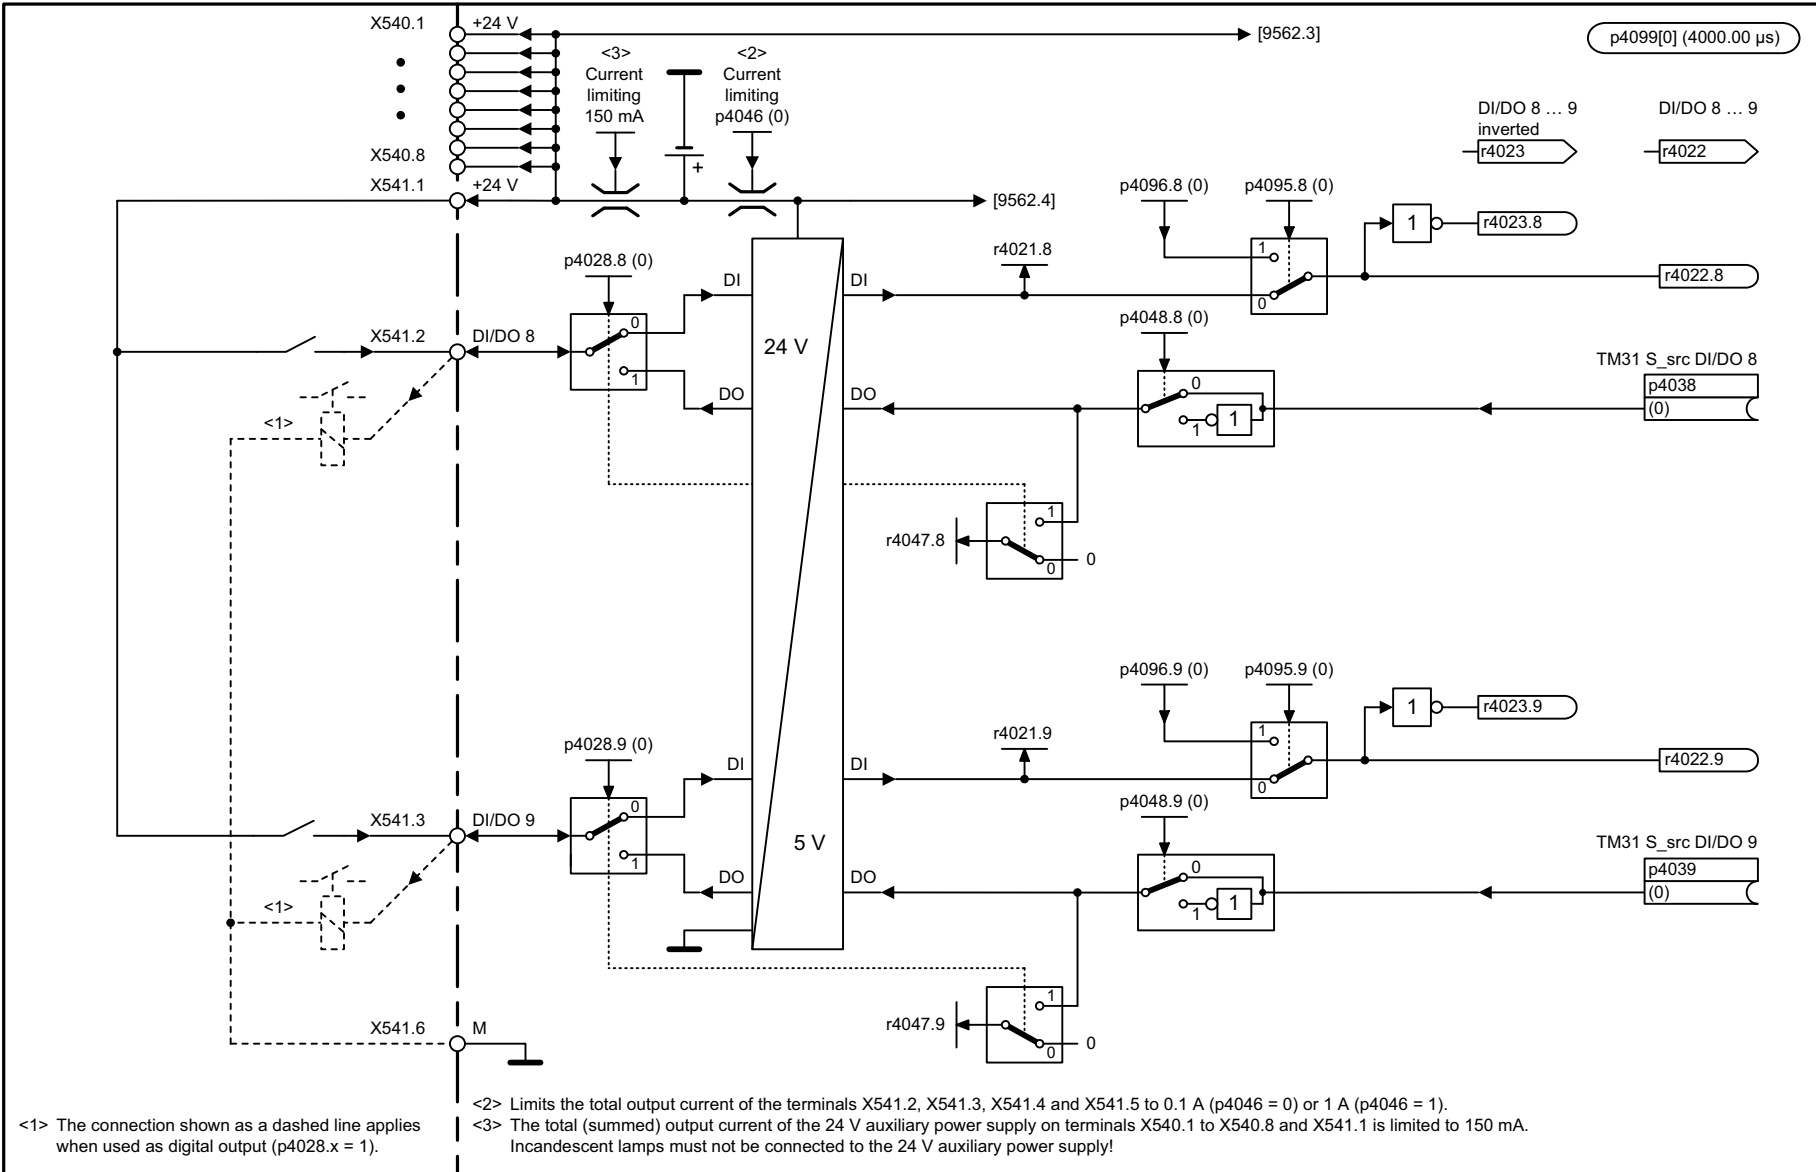 X540.1
+24 V
[9562.3]
p4099[0] (4000.00 µs)
<3>
Current
limiting
150 mA
<2>
Current
limiting
p4046 (0)
+
X540.8
X541.1
+24 V
[9562.4]
DI/DO 8 … 9
inverted
r4023
DI/DO 8 … 9
r4022
p4096.8 (0)
p4095.8 (0)
1
0
1
r4023.8
r4022.8
r4021.8
p4028.8 (0)
0
1
DI
DI
24 V
X541.2
DI/DO 8
DO
DO
p4048.8 (0)
0
1
1
TM31 S_src DI/DO 8
p4038
(0)
<1>
r4047.8
1
0
0
p4096.9 (0)
p4095.9 (0)
1
0
1
r4023.9
r4022.9
r4021.9
p4028.9 (0)
0
1
DI
DI
5 V
X541.3
DI/DO 9
DO
DO
p4048.9 (0)
0
1
1
TM31 S_src DI/DO 9
p4039
(0)
<1>
r4047.9
1
0
0
X541.6
M
<1> The connection shown as a dashed line applies
when used as digital output (p4028.x = 1).
<2> Limits the total output current of the terminals X541.2, X541.3, X541.4 and X541.5 to 0.1 A (p4046 = 0) or 1 A (p4046 = 1).
<3> The total (summed) output current of the 24 V auxiliary power supply on terminals X540.1 to X540.8 and X541.1 is limited to 150 mA.
Incandescent lamps must not be connected to the 24 V auxiliary power supply!